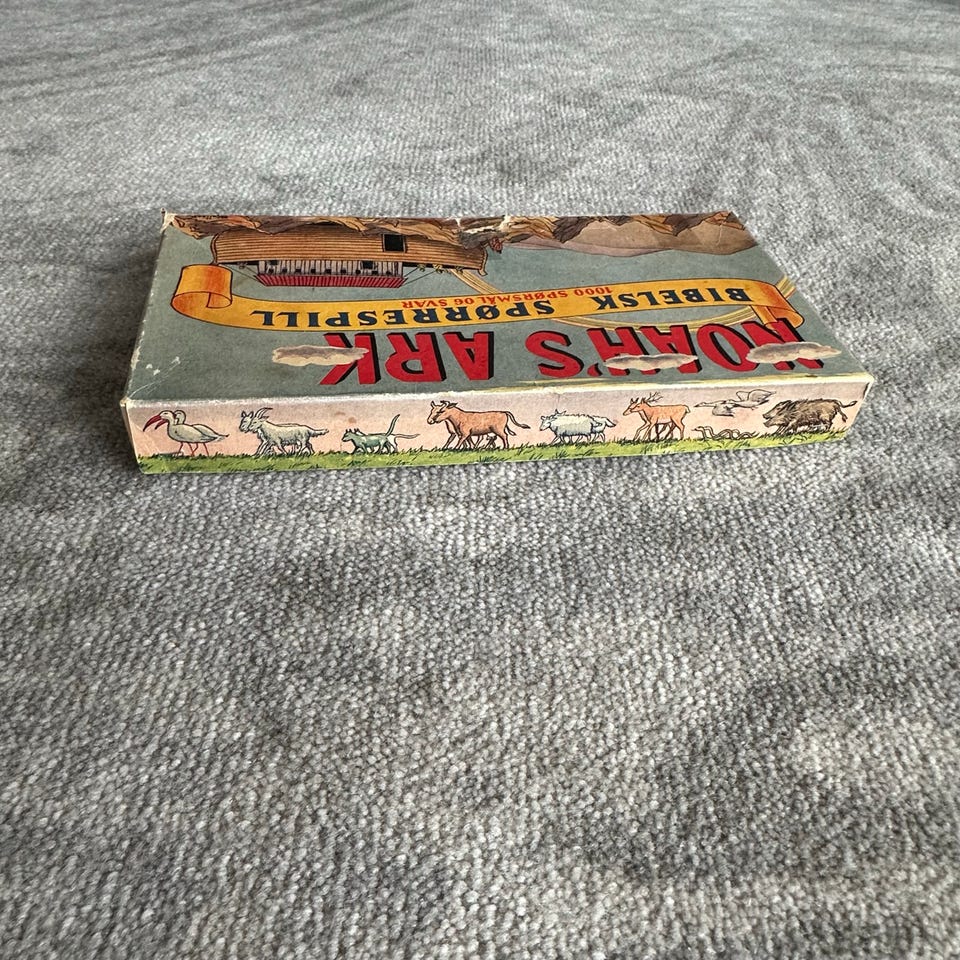 NOAH'S ARK
BIBELSK SPØRRESPILL
1000 SPØRSMÅL OG SVAR